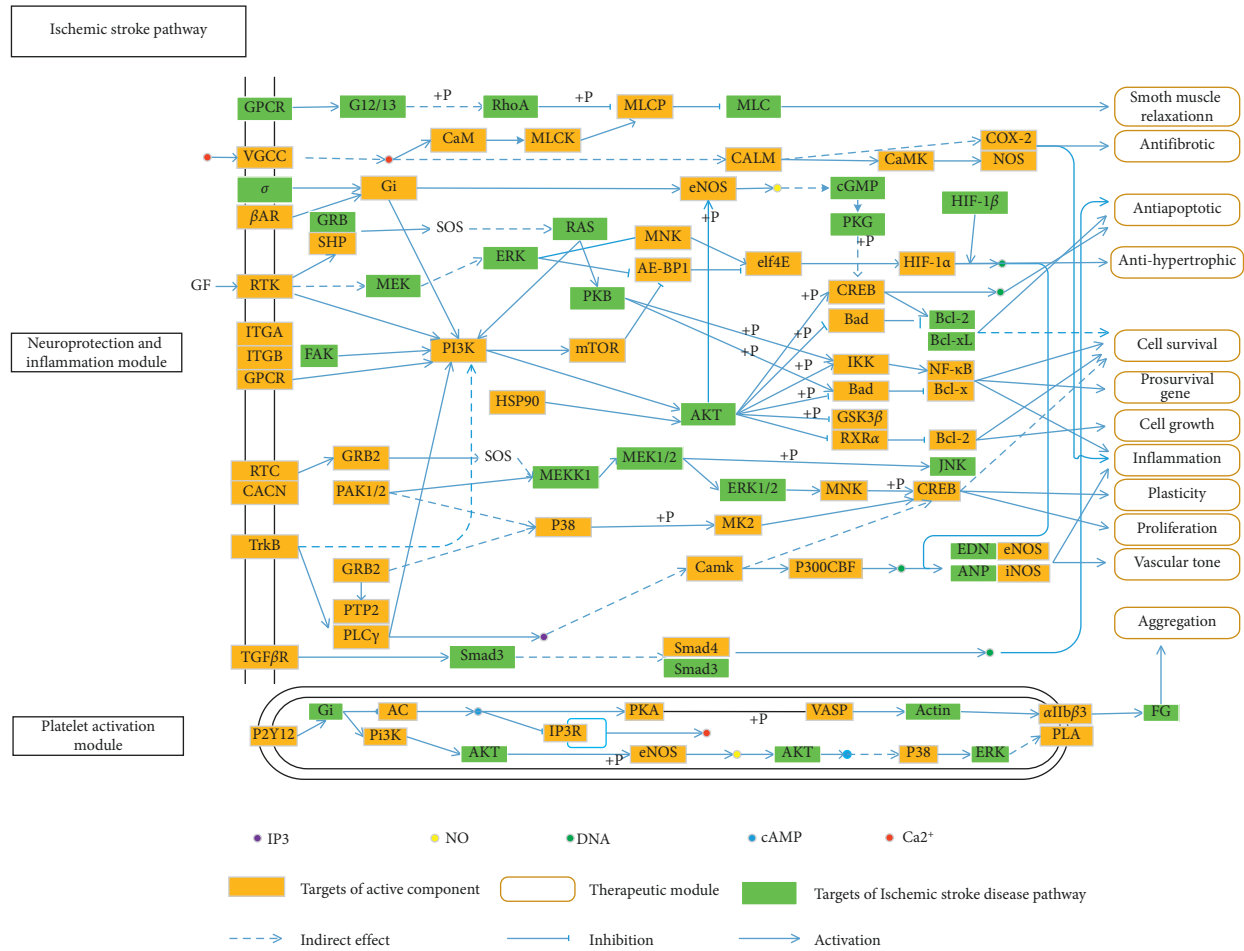 Ischemic stroke pathway
GPCR
G12/13
+P
RhoA
+P
MLCP
MLC
Smoth muscle
relaxationn
VGCC
CaM
MLCK
CALM
CaMK
COX-2
NOS
Antifibrotic
σ
βAR
Gi
eNOS
+P
cGMP
PKG
+P
HIF-1β
Antiapoptotic
GRB
SHP
SOS
RAS
ERK
MNK
AE-BP1
elf4E
HIF-1α
Anti-hypertrophic
GF
RTK
MEK
PKB
+P
CREB
Bad
+P
+P
Bcl-2
Bcl-xL
Neuroprotection and
inflammation module
ITGA
ITGB
GPCR
FAK
PI3K
mTOR
+P
+P
IKK
NF-κB
Cell survival
HSP90
AKT
+P
Bad
Bcl-x
Prosurvival
gene
+P
GSK3β
RXRα
Bcl-2
Cell growth
RTC
CACN
GRB2
SOS
PAK1/2
MEKK1
MEK1/2
+P
JNK
Inflammation
ERK1/2
MNK
+P
CREB
Plasticity
P38
+P
MK2
Proliferation
TrkB
GRB2
PTP2
PLCγ
Camk
P300CBF
EDN
eNOS
ANP
iNOS
Vascular tone
Aggregation
TGFβR
Smad3
Smad4
Smad3
Platelet activation
module
P2Y12
Gi
AC
Pi3K
IP3R
PKA
+P
VASP
Actin
αIIbβ3
PLA
FG
AKT
+P
eNOS
AKT
P38
ERK
IP3
NO
DNA
cAMP
Ca2⁺
Targets of active component
Therapeutic module
Targets of Ischemic stroke disease pathway
Indirect effect
Inhibition
Activation